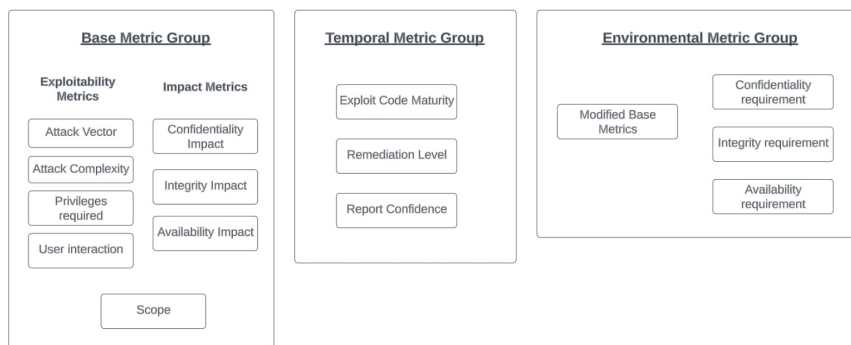 Base Metric Group
Exploitability
Metrics
Impact Metrics
Attack Vector
Attack Complexity
Privileges
required
User interaction
Confidentiality
Impact
Integrity Impact
Availability Impact
Scope
Temporal Metric Group
Exploit Code Maturity
Remediation Level
Report Confidence
Environmental Metric Group
Modified Base
Metrics
Confidentiality
requirement
Integrity requirement
Availability
requirement